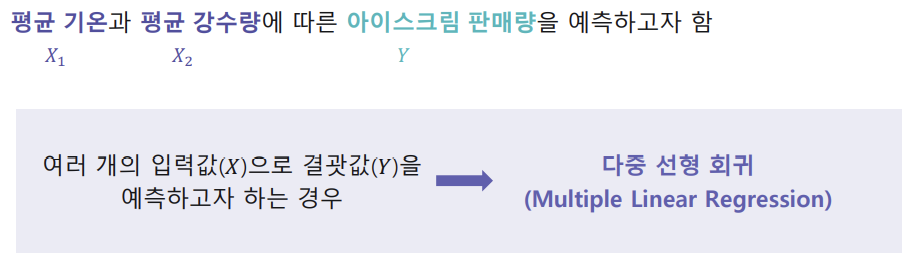 평균 기온과 평균 강수량에 따른 아이스크림 판매량을 예측하고자 함
X₁ X₂ Y
여러 개의 입력값(X)으로 결괏값(Y)을
예측하고자 하는 경우
다중 선형 회귀
(Multiple Linear Regression)